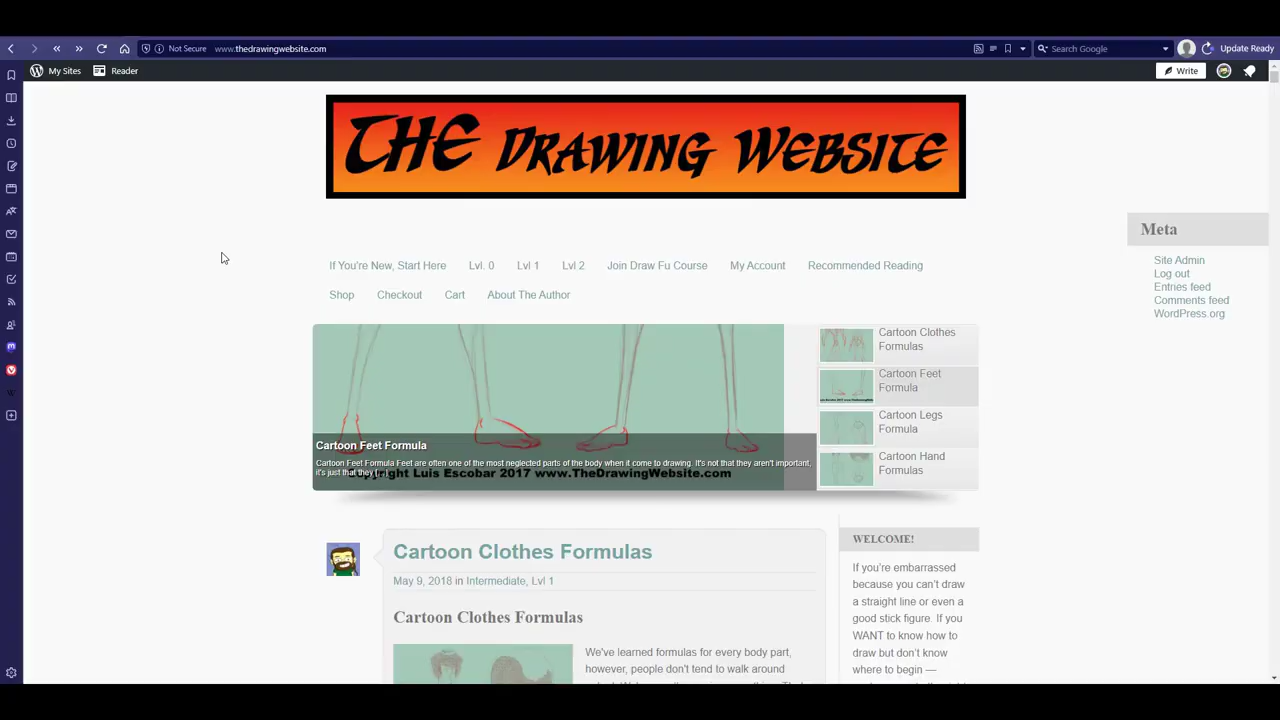 Not Secure www.thedrawingwebsite.com
Search Google
Update Ready
My Sites Reader
Write
THE DRAWING WEBSITE
Meta
Site Admin
Log out
Entries feed
Comments feed
WordPress.org
If You're New, Start Here Lvl. 0 Lvl 1 Lvl 2 Join Draw Fu Course My Account Recommended Reading
Shop Checkout Cart About The Author
Cartoon Feet Formula
Cartoon Feet Formula Feet are often one of the most neglected parts of the body when it come to drawing. It's not that they aren't important,
it's just that they
Copyright Luis Escobar 2017 www.TheDrawingWebsite.com
Cartoon Clothes
Formulas
Cartoon Feet
Formula
Cartoon Legs
Formula
Cartoon Hand
Formulas
Cartoon Clothes Formulas
May 9, 2018 in Intermediate, Lvl 1
Cartoon Clothes Formulas
We've learned formulas for every body part,
however, people don't tend to walk around
WELCOME!
If you're embarrassed
because you can't draw
a straight line or even a
good stick figure. If you
WANT to know how to
draw but don't know
where to begin —